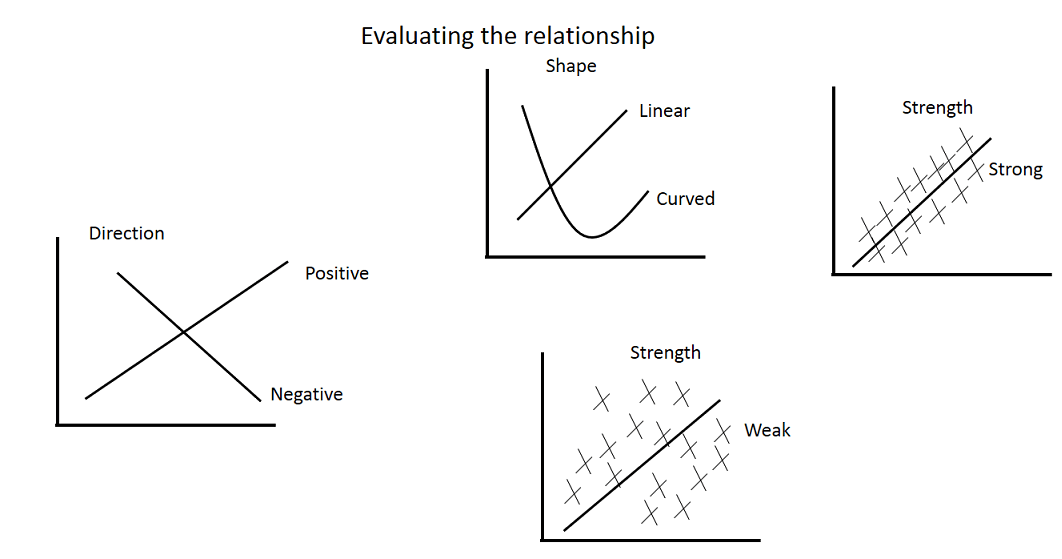 Evaluating the relationship
Shape
Linear
Curved
Strength
Strong
Direction
Positive
Negative
Strength
Weak